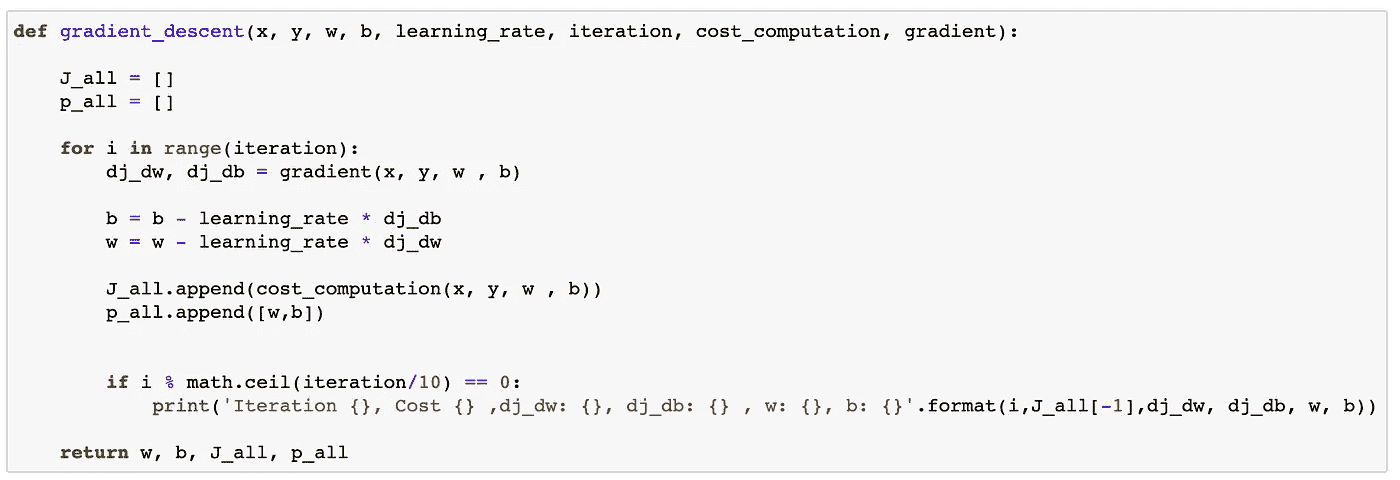 def gradient_descent(x, y, w, b, learning_rate, iteration, cost_computation, gradient):
J_all = []
p_all = []
for i in range(iteration):
dj_dw, dj_db = gradient(x, y, w , b)
b = b - learning_rate * dj_db
w = w - learning_rate * dj_dw
J_all.append(cost_computation(x, y, w , b))
p_all.append([w,b])
if i % math.ceil(iteration/10) == 0:
print('Iteration {}, Cost {} ,dj_dw: {}, dj_db: {} , w: {}, b: {}'.format(i,J_all[-1],dj_dw, dj_db, w, b))
return w, b, J_all, p_all